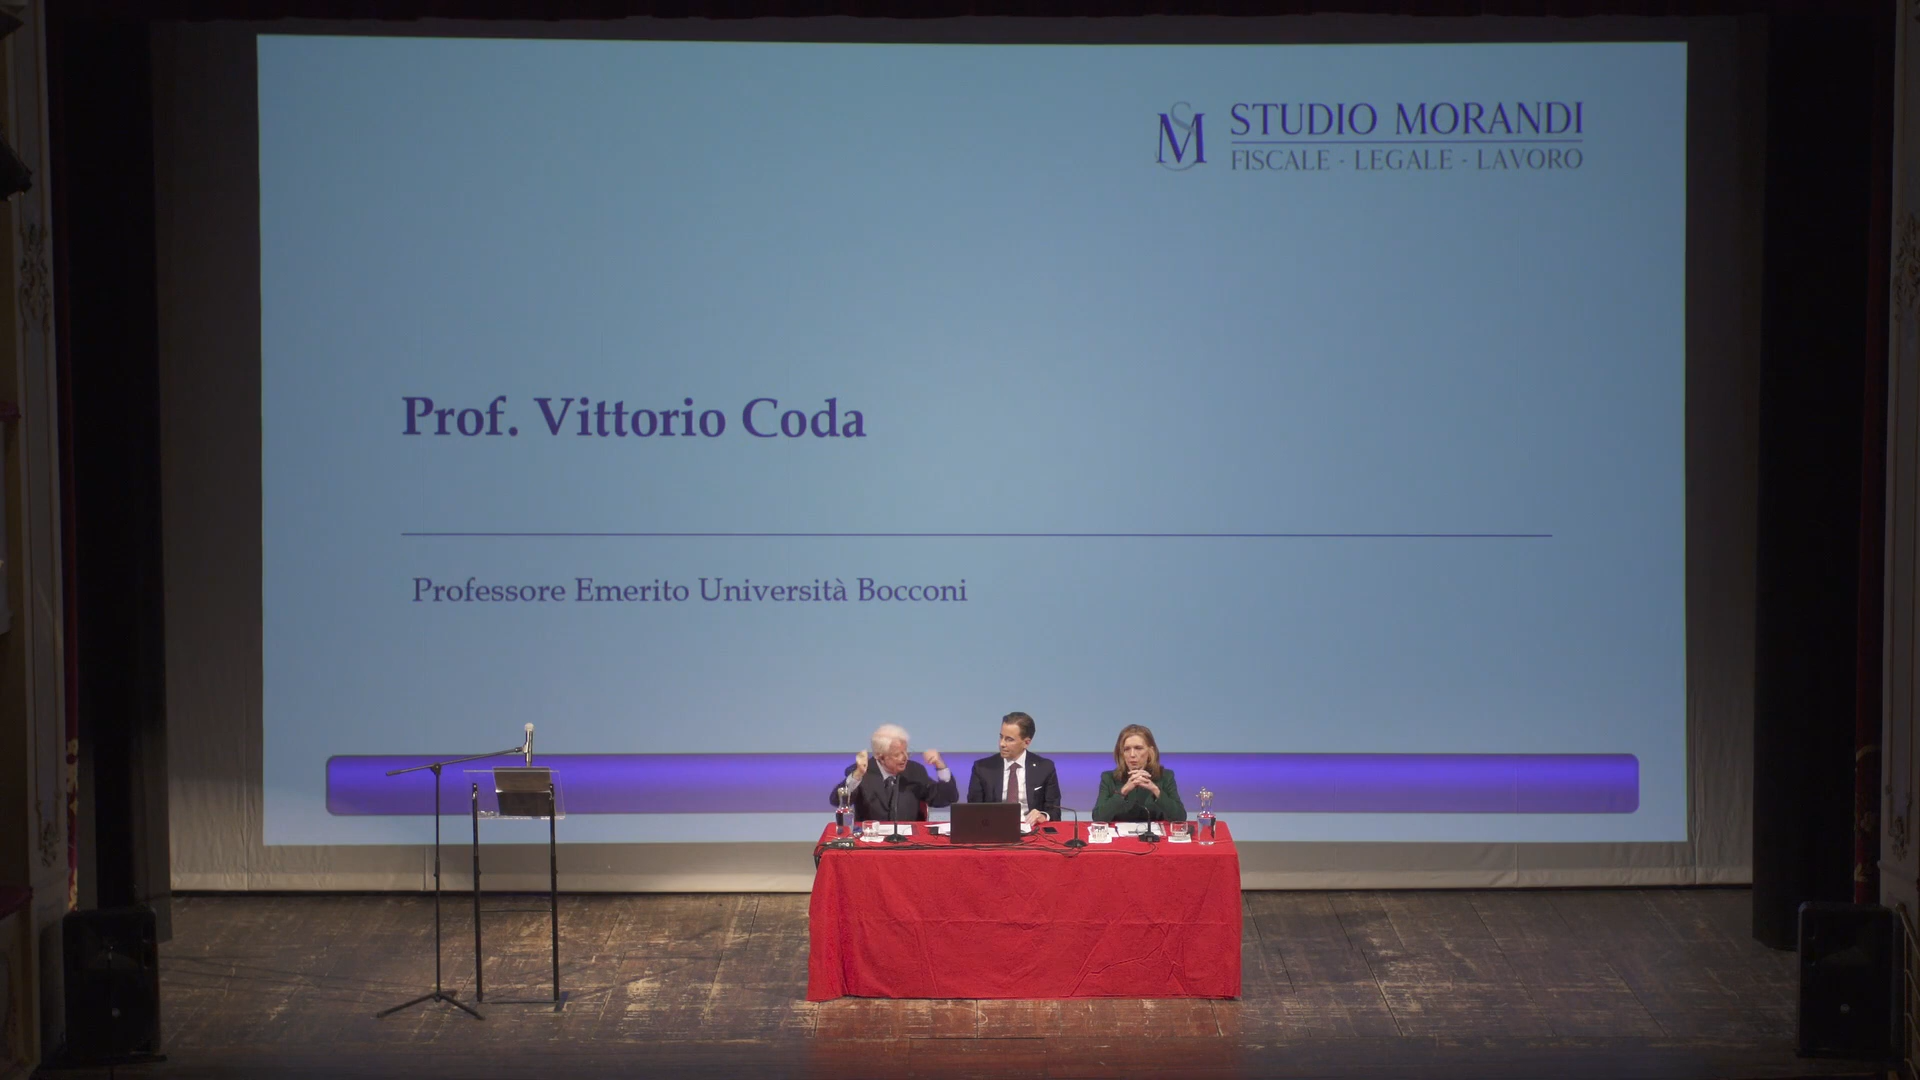 SM STUDIO MORANDI
FISCALE - LEGALE - LAVORO
Prof. Vittorio Coda
Professore Emerito Università Bocconi